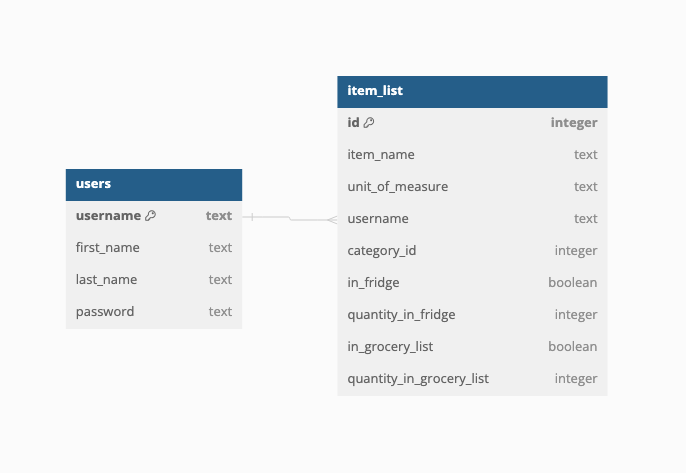 users
username text
first_name text
last_name text
password text
item_list
id integer
item_name text
unit_of_measure text
username text
category_id integer
in_fridge boolean
quantity_in_fridge integer
in_grocery_list boolean
quantity_in_grocery_list integer